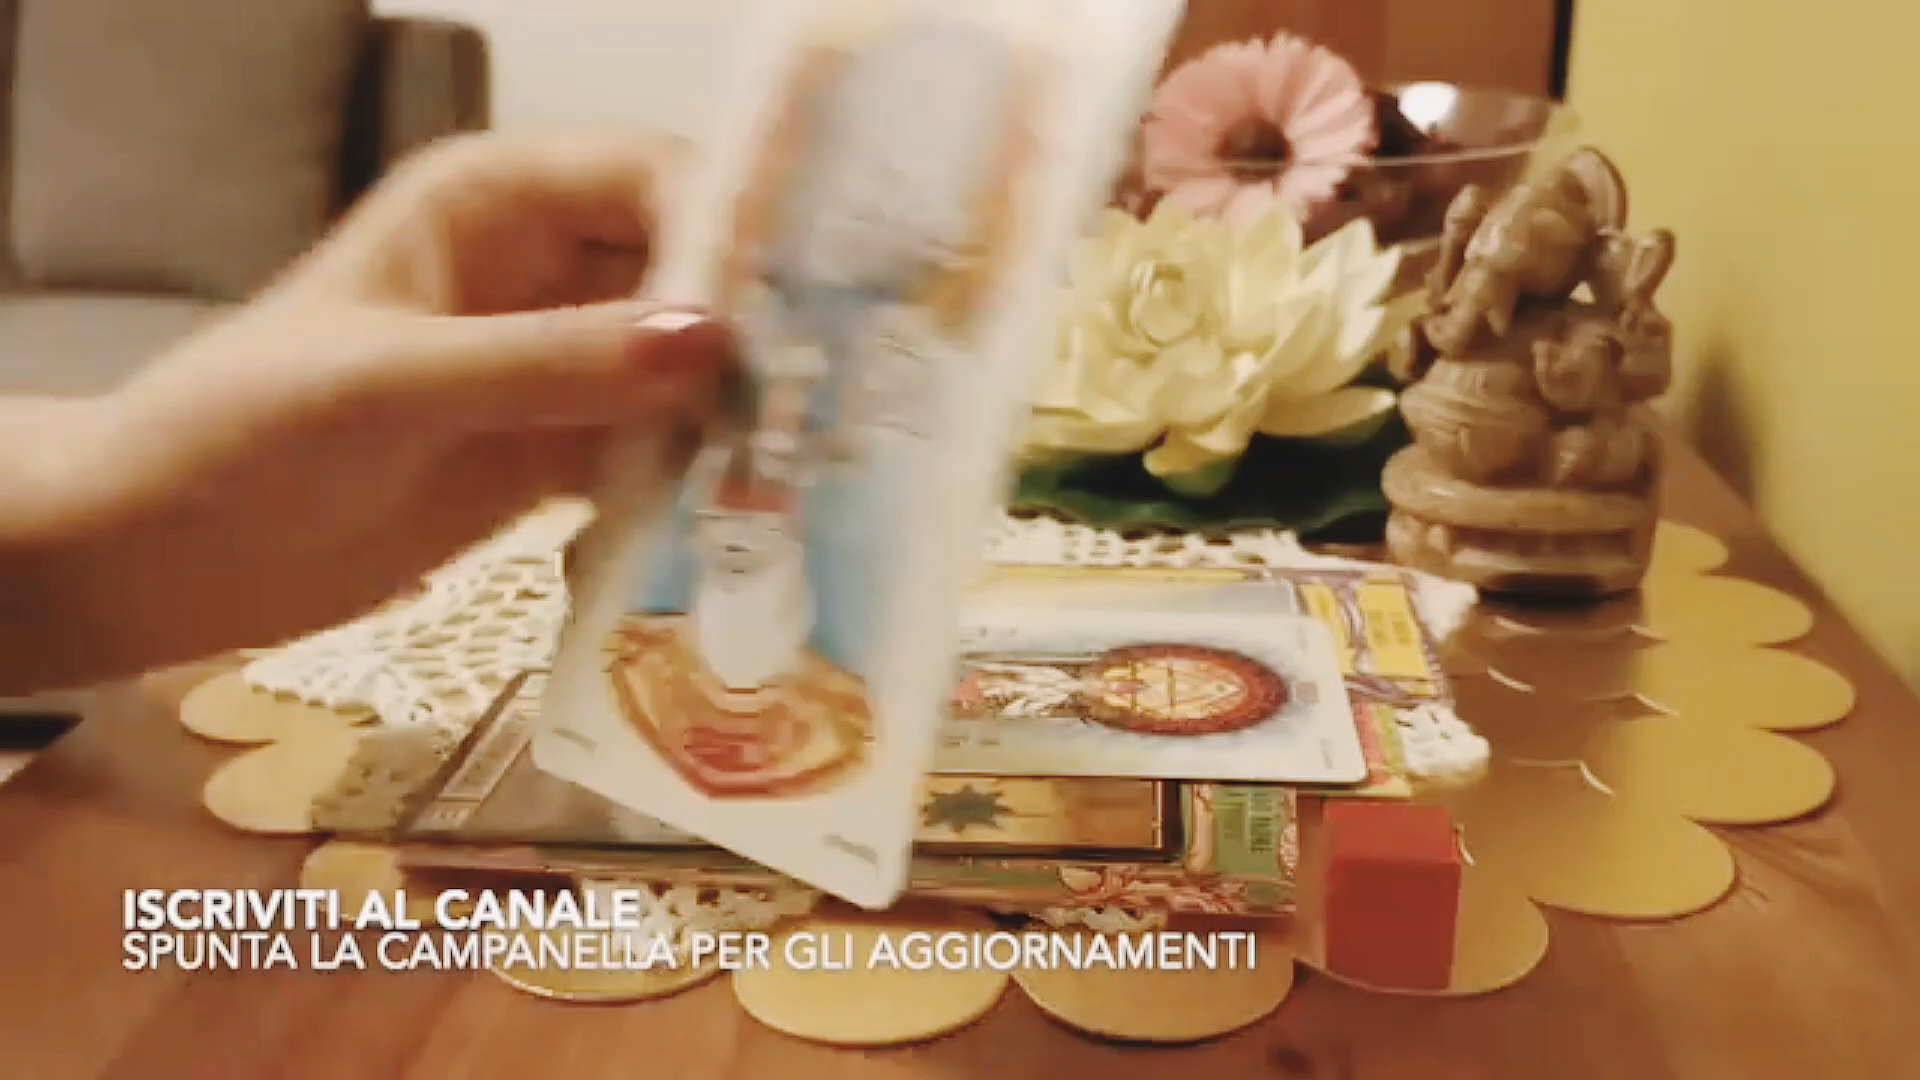 ISCRIVITI AL CANALE
SPUNTA LA CAMPANELLA PER GLI AGGIORNAMENTI